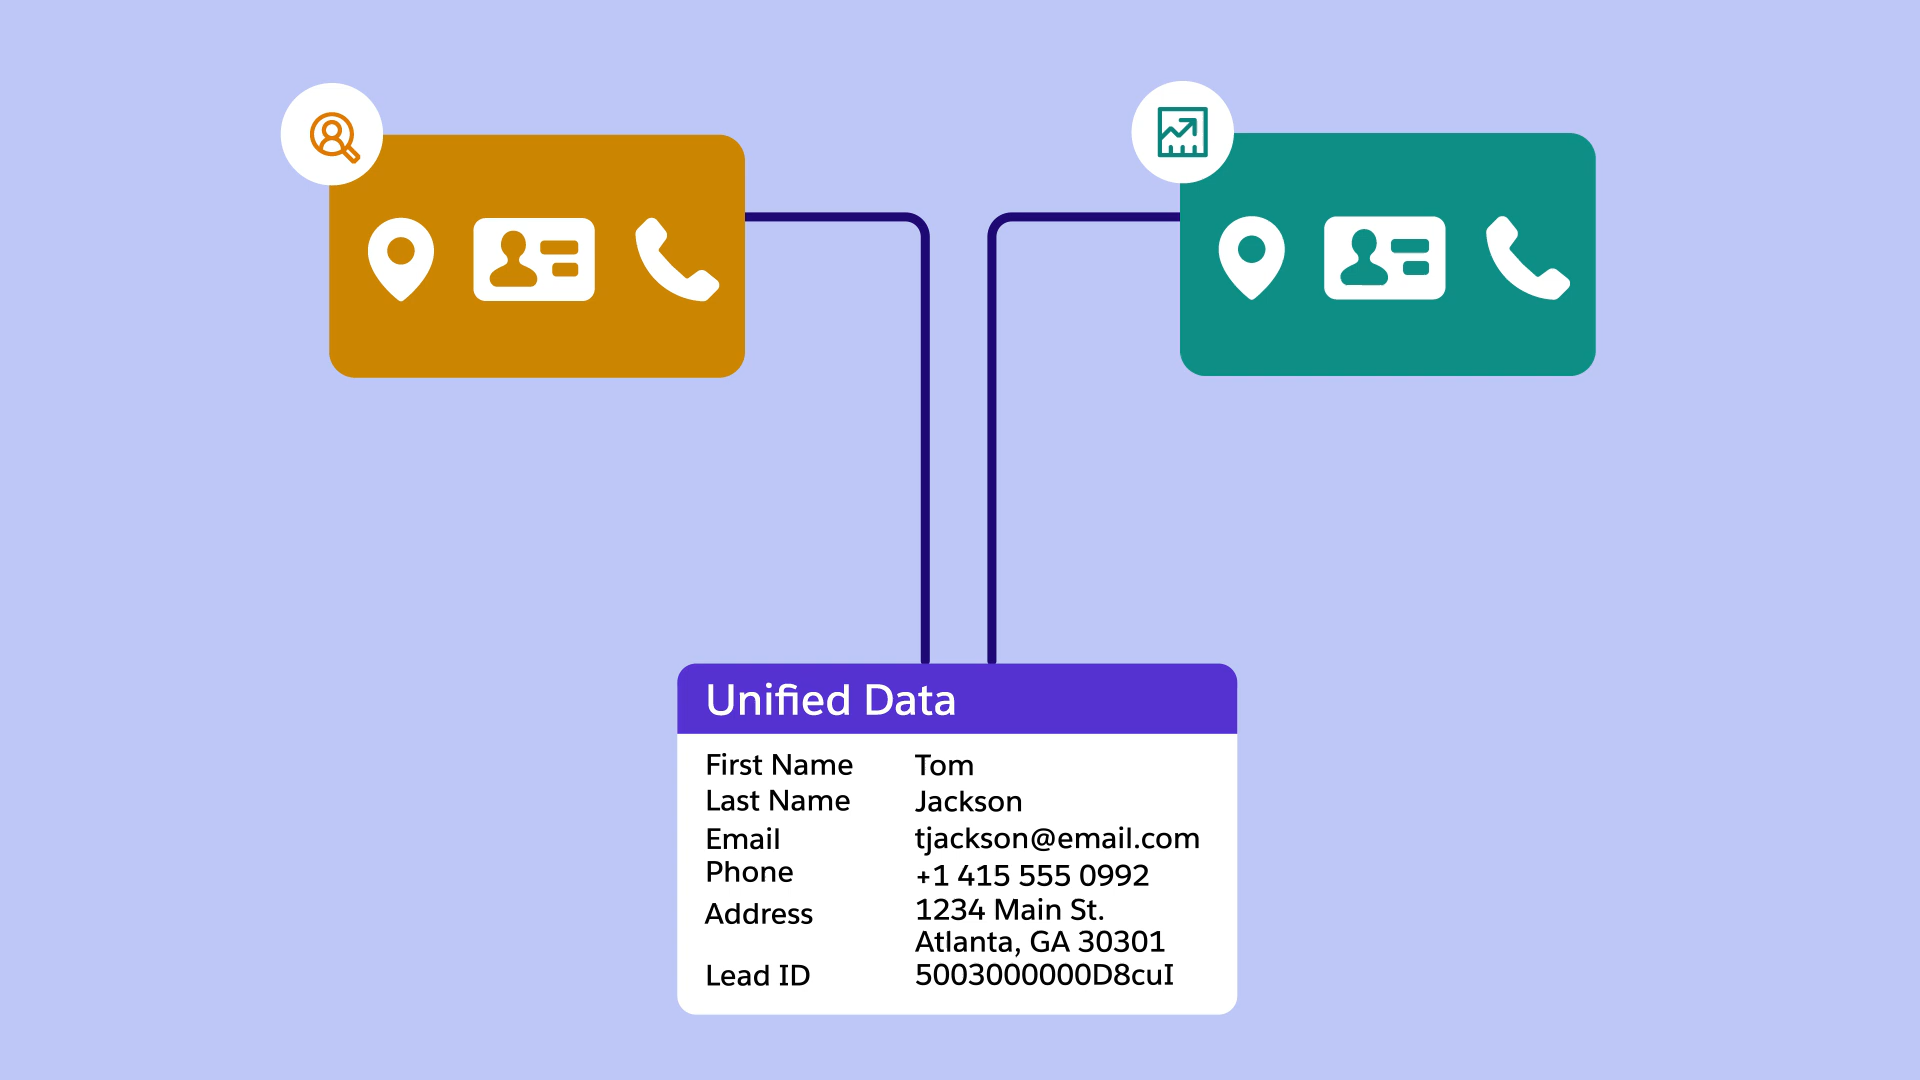 Unified Data
First Name Tom
Last Name Jackson
Email tjackson@email.com
Phone +1 415 555 0992
Address 1234 Main St.
Atlanta, GA 30301
Lead ID 5003000000D8cuI